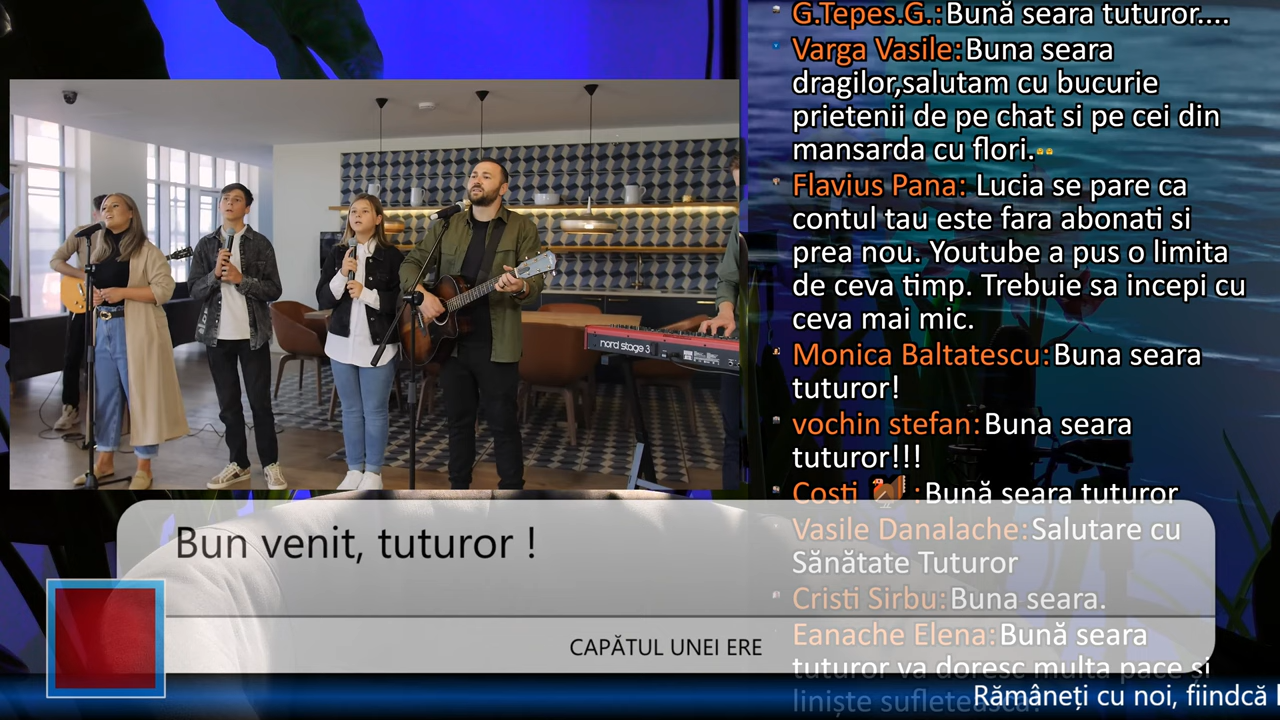 G.Tepes.G.: Bună seara tuturor....
Varga Vasile: Buna seara
dragilor,salutam cu bucurie
prietenii de pe chat si pe cei din
mansarda cu flori.
Flavius Pana: Lucia se pare ca
contul tau este fara abonati si
prea nou. Youtube a pus o limita
de ceva timp. Trebuie sa incepi cu
ceva mai mic.
Monica Baltatescu: Buna seara
tuturor!
vochin stefan: Buna seara
tuturor!!!
Costi 🦃 : Bună seara tuturor
Vasile Danalache: Salutare cu
Sănătate Tuturor
Cristi Sirbu: Buna seara.
Eanache Elena: Bună seara
tuturor va doresc multa pace și
liniște sufletească!
nord stage 3
Bun venit, tuturor !
CAPĂTUL UNEI ERE
Rămâneți cu noi, fiindcă